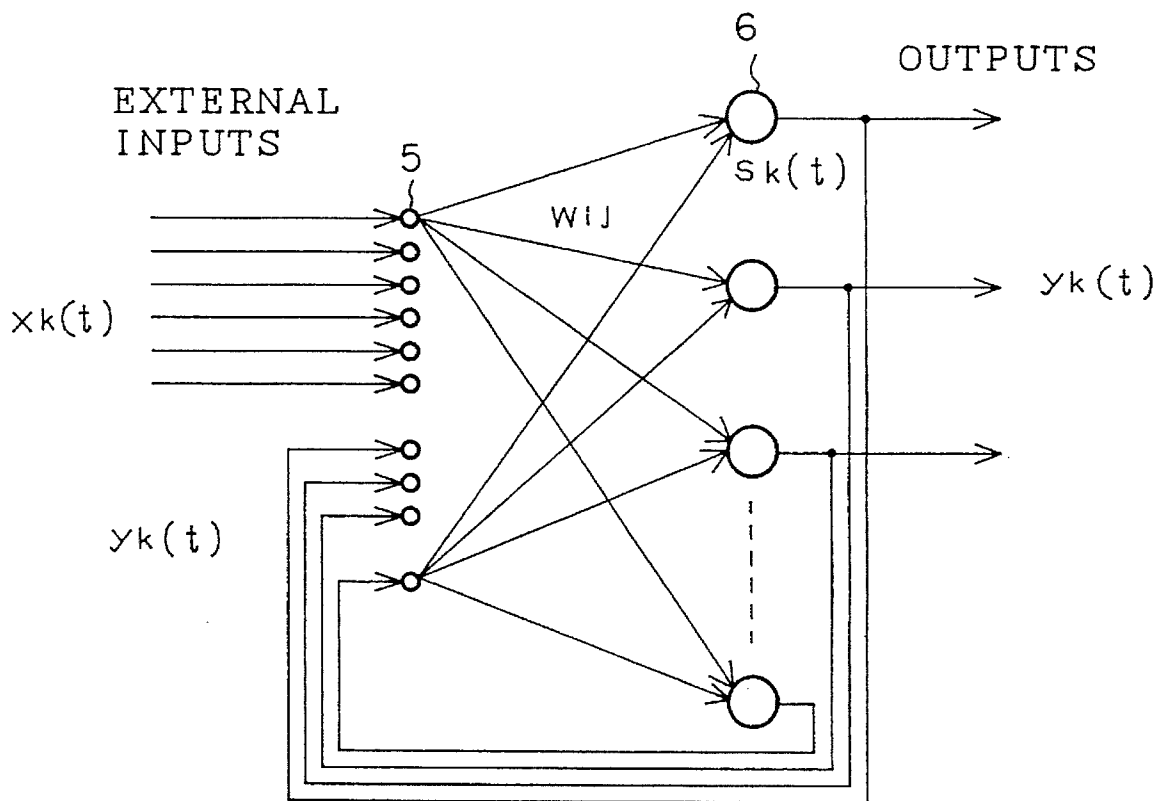 6
OUTPUTS
EXTERNAL
INPUTS
5
sk(t)
wij
yk(t)
xk(t)
yk(t)